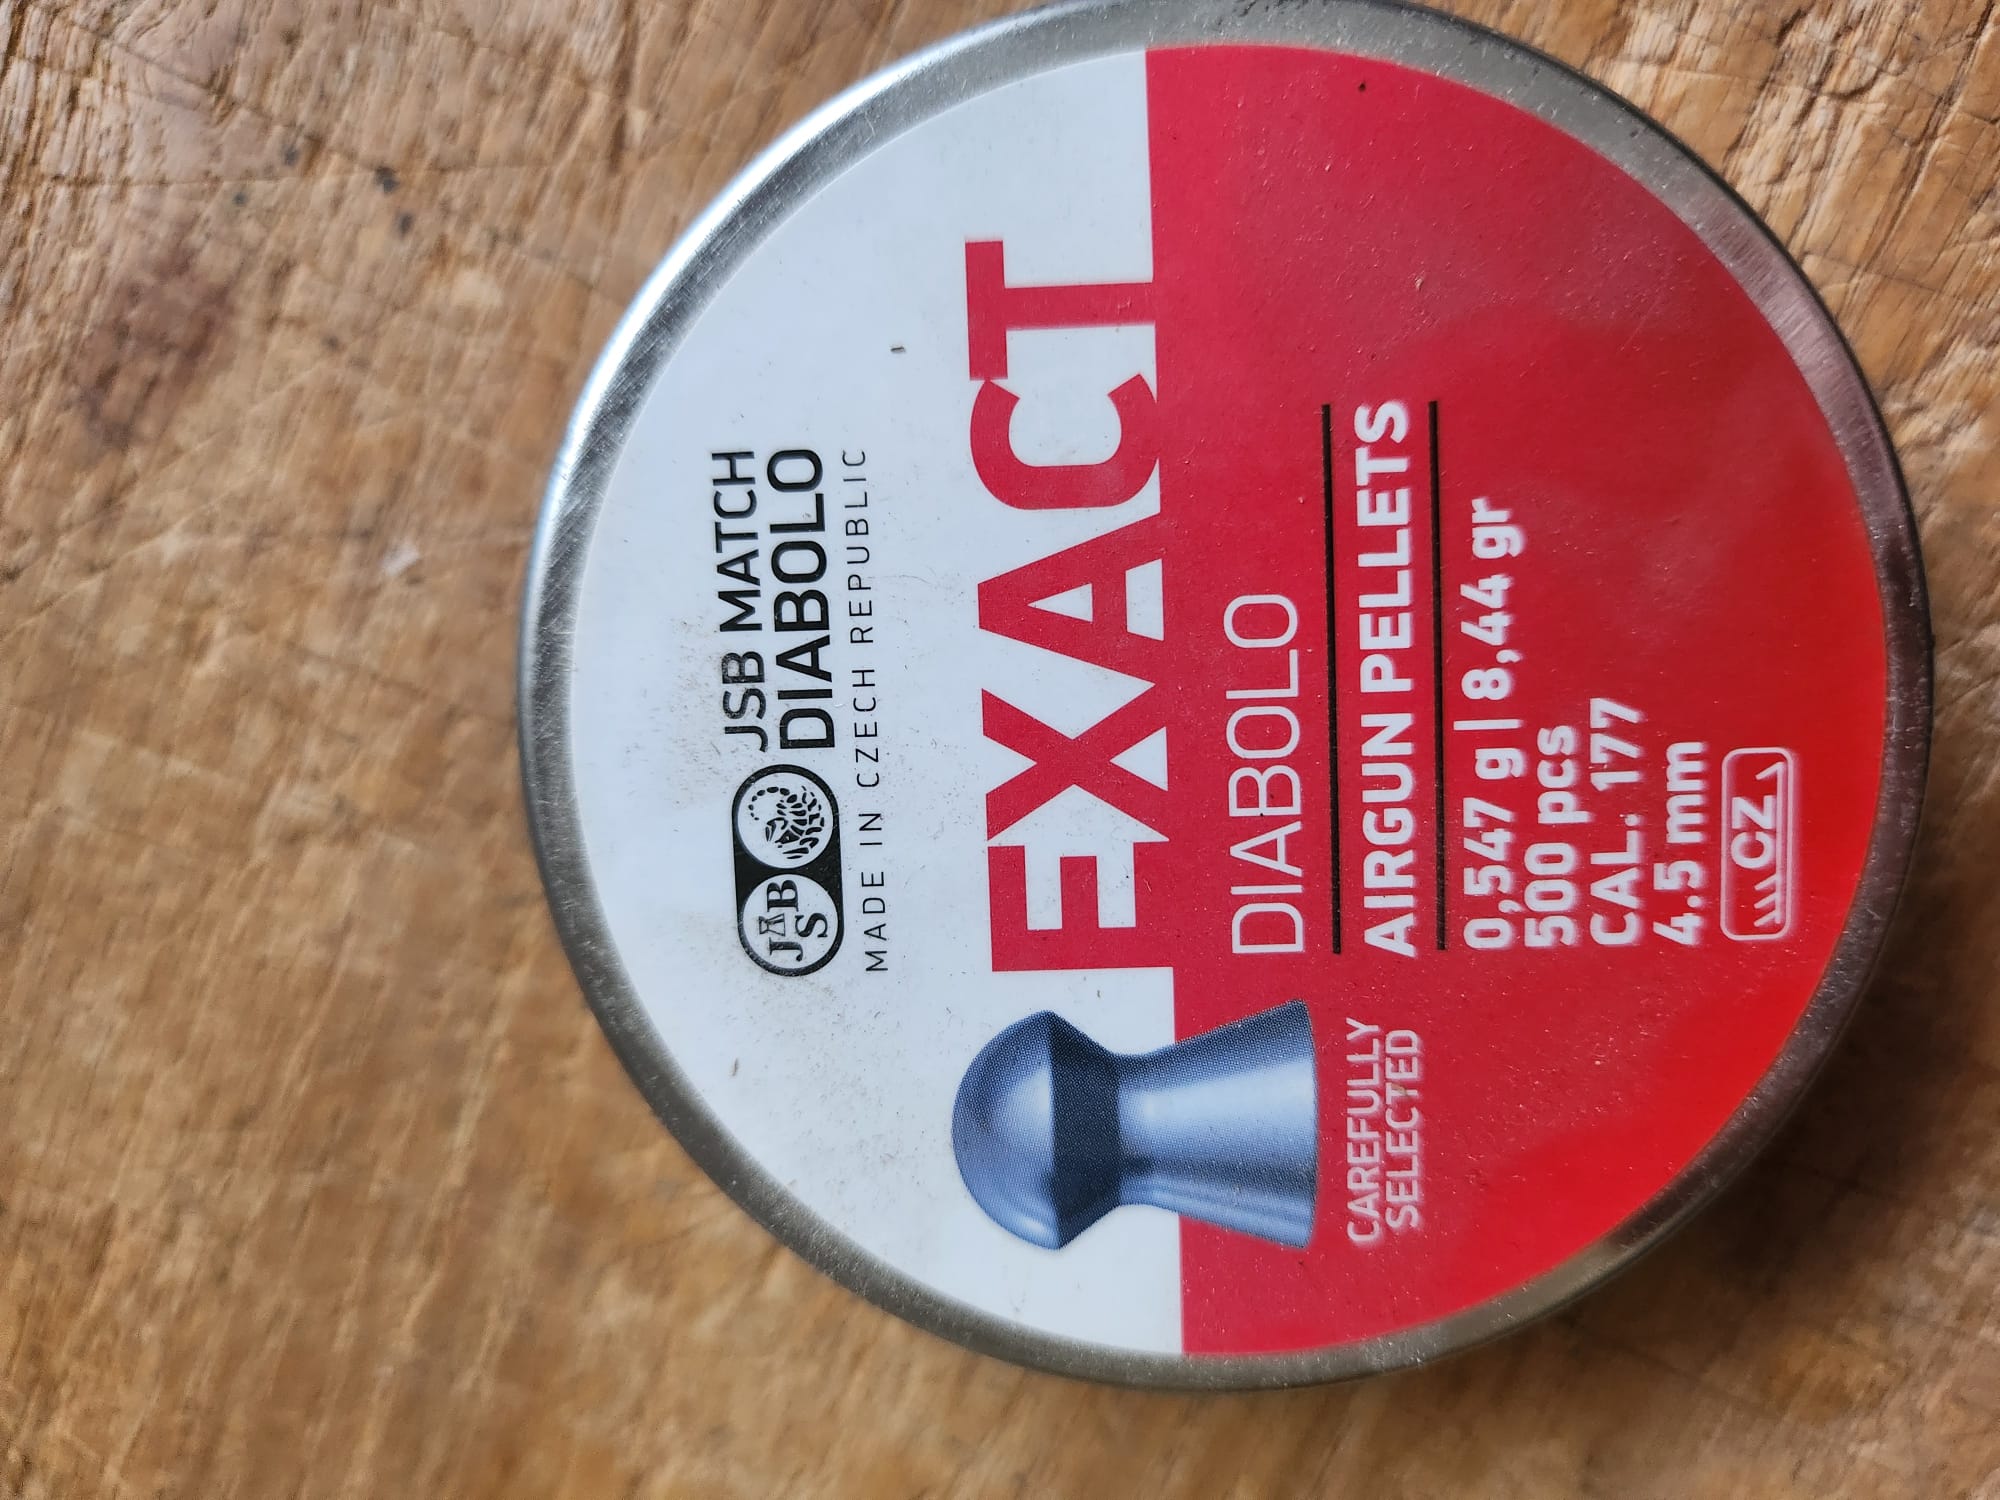 JSB
JSB MATCH
DIABOLO
MADE IN CZECH REPUBLIC
EXACT
DIABOLO
AIRGUN PELLETS
CAREFULLY
SELECTED
0,547 g | 8,44 gr
500 pcs
CAL. 177
4.5 mm
CZ